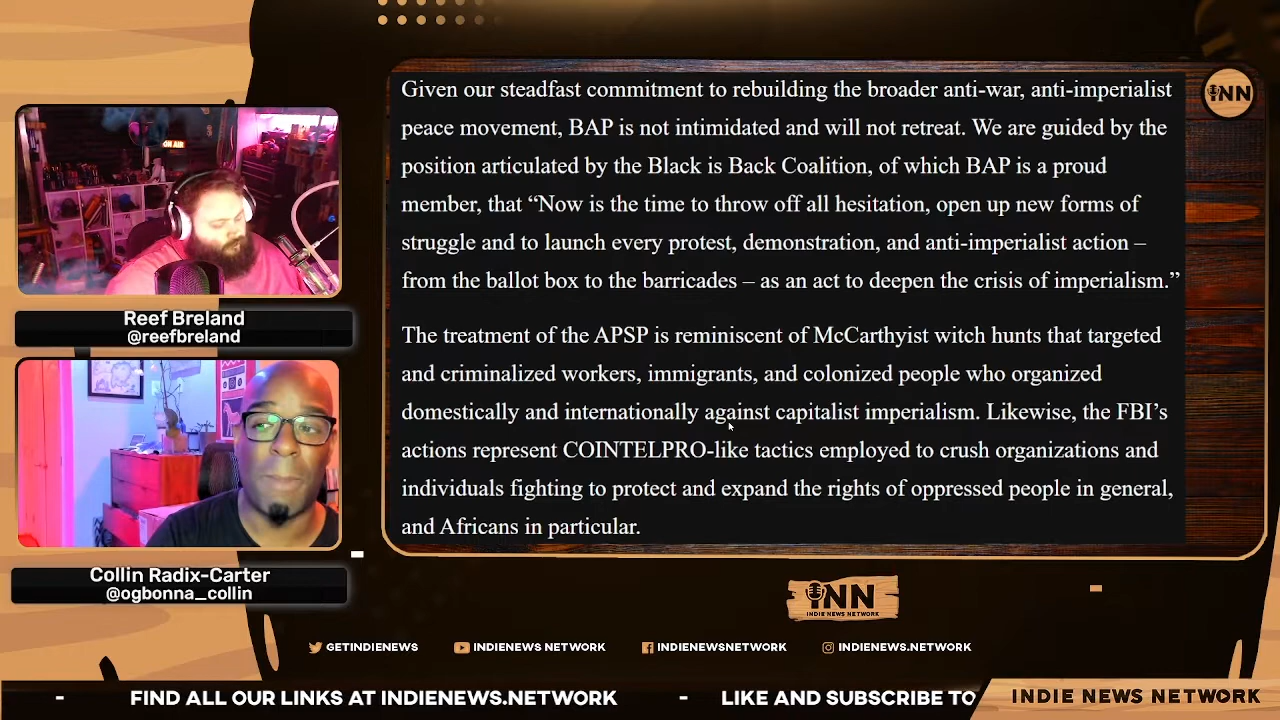 ON AIR
Reef Breland
@reefbreland
Collin Radix-Carter
@ogbonna_collin
Given our steadfast commitment to rebuilding the broader anti-war, anti-imperialist
peace movement, BAP is not intimidated and will not retreat. We are guided by the
position articulated by the Black is Back Coalition, of which BAP is a proud
member, that “Now is the time to throw off all hesitation, open up new forms of
struggle and to launch every protest, demonstration, and anti-imperialist action –
from the ballot box to the barricades – as an act to deepen the crisis of imperialism.”
The treatment of the APSP is reminiscent of McCarthyist witch hunts that targeted
and criminalized workers, immigrants, and colonized people who organized
domestically and internationally against capitalist imperialism. Likewise, the FBI’s
actions represent COINTELPRO-like tactics employed to crush organizations and
individuals fighting to protect and expand the rights of oppressed people in general,
and Africans in particular.
INN
INN
INDIE NEWS NETWORK
GETINDIENEWS
INDIENEWS NETWORK
INDIENEWSNETWORK
INDIENEWS.NETWORK
- FIND ALL OUR LINKS AT INDIENEWS.NETWORK - LIKE AND SUBSCRIBE TO
INDIE NEWS NETWORK